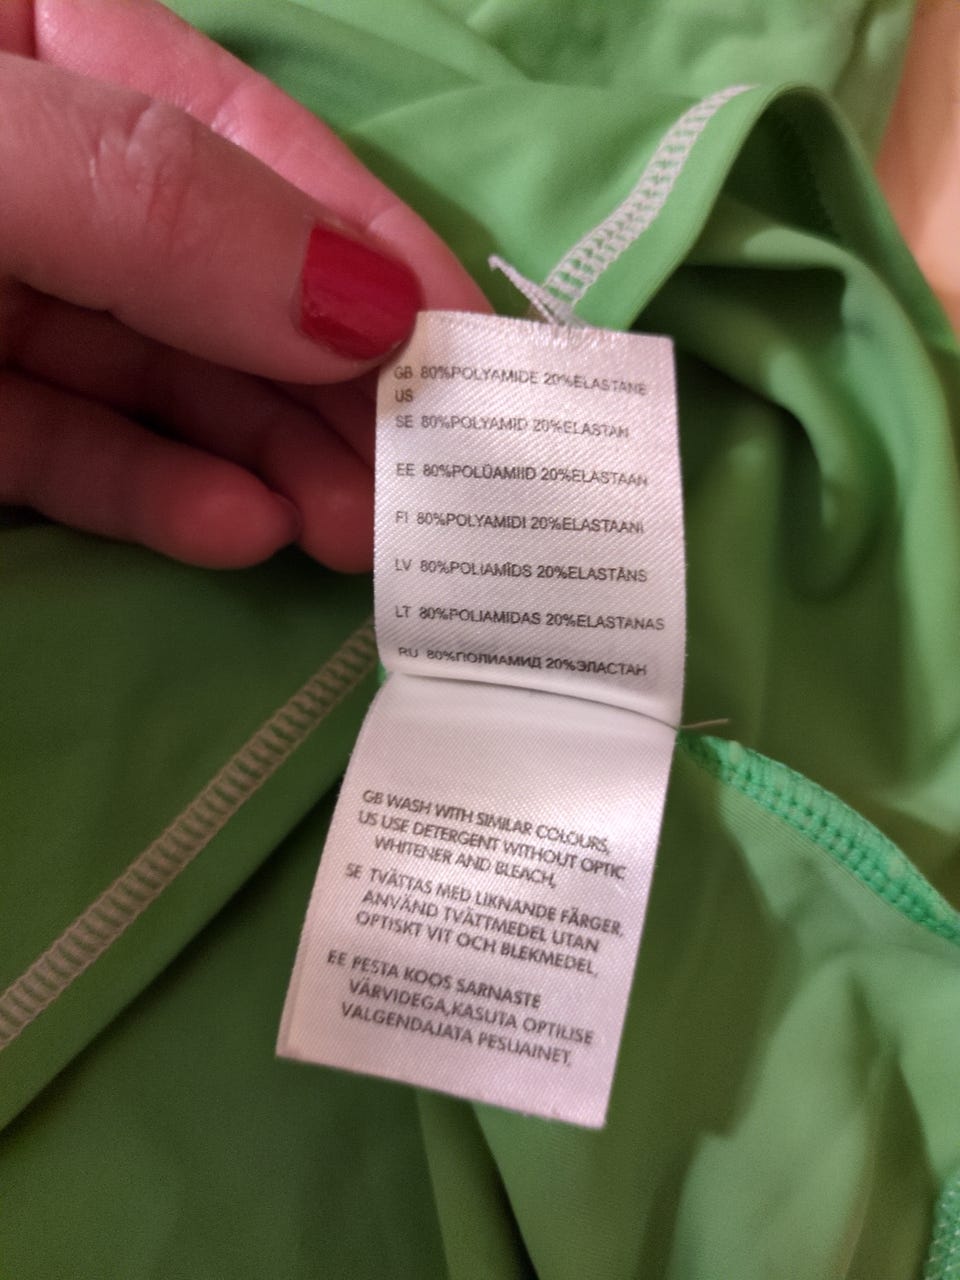 GB 80%POLYAMIDE 20%ELASTANE
US
SE 80%POLYAMID 20%ELASTAN
EE 80%POLÜAMIID 20%ELASTAAN
FI 80%POLYAMIDI 20%ELASTAANI
LV 80%POLIAMĪDS 20%ELASTĀNS
LT 80%POLIAMIDAS 20%ELASTANAS
RU 80%ПОЛИАМИД 20%ЭЛАСТАН
GB WASH WITH SIMILAR COLOURS,
US USE DETERGENT WITHOUT OPTIC
WHITENER AND BLEACH,
SE TVÄTTAS MED LIKNANDE FÄRGER.
ANVÄND TVÄTTMEDEL UTAN
OPTISKT VIT OCH BLEKMEDEL,
EE PESTA KOOS SARNASTE
VÄRVIDEGA,KASUTA OPTILISE
VALGENDAJATA PESUAINET,